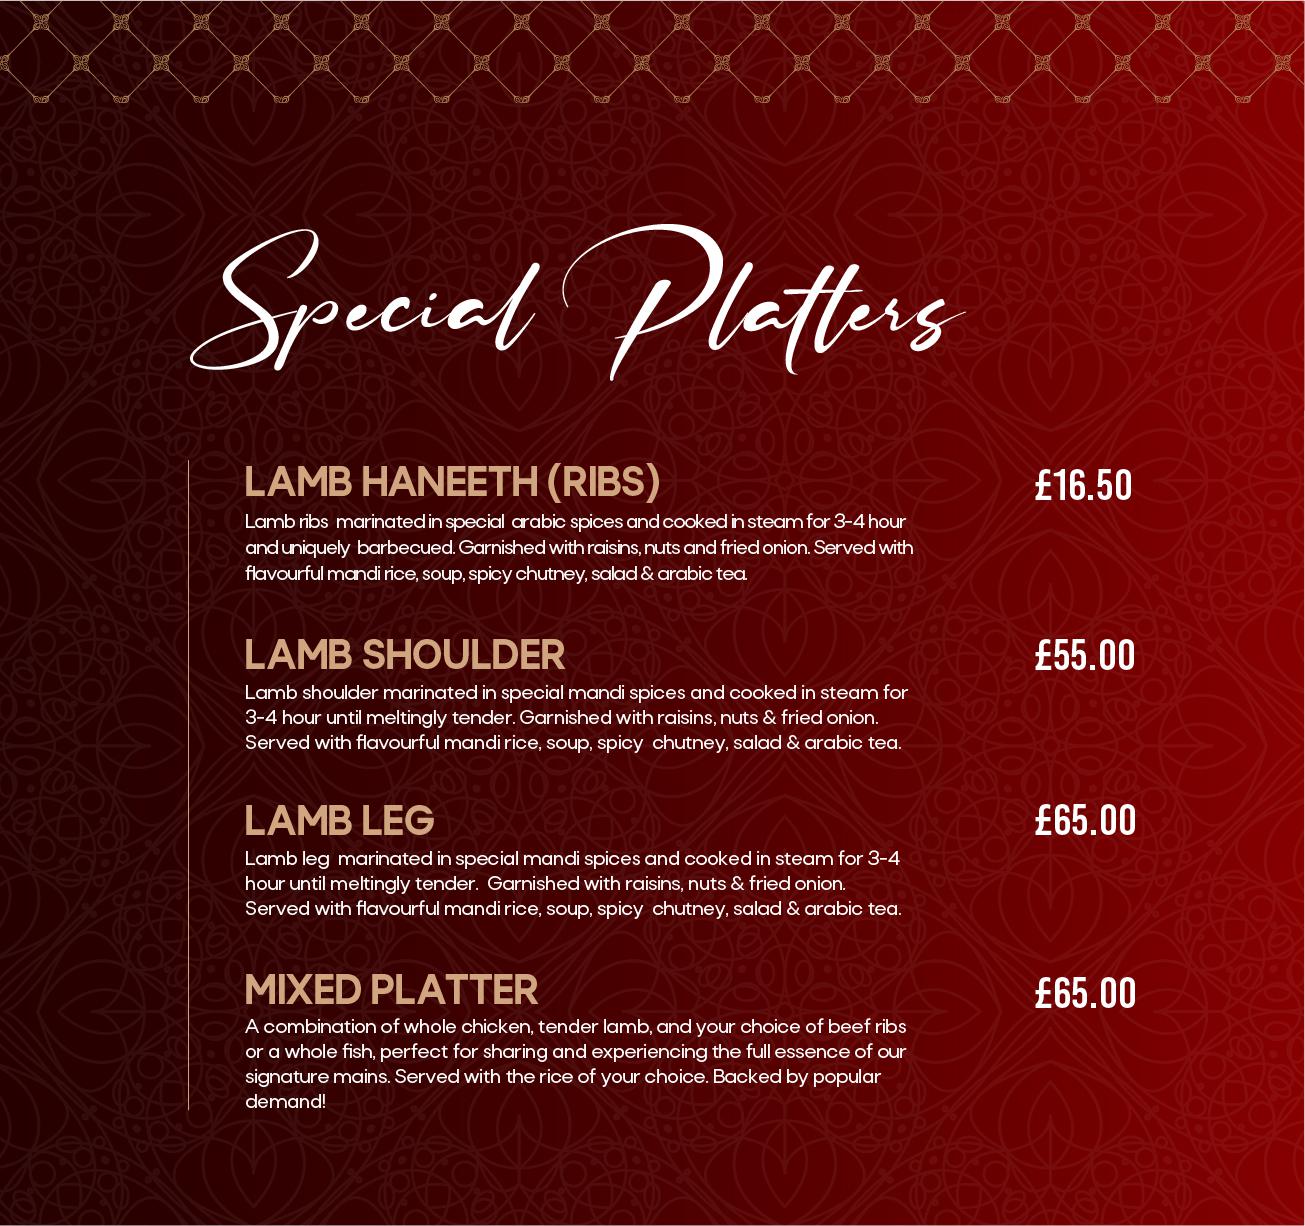 Special Platters
LAMB HANEETH (RIBS)
£16.50
Lamb ribs marinated in special arabic spices and cooked in steam for 3-4 hour
and uniquely barbecued. Garnished with raisins, nuts and fried onion. Served with
flavourful mandi rice, soup, spicy chutney, salad & arabic tea.
LAMB SHOULDER
£55.00
Lamb shoulder marinated in special mandi spices and cooked in steam for
3-4 hour until meltingly tender. Garnished with raisins, nuts & fried onion.
Served with flavourful mandi rice, soup, spicy chutney, salad & arabic tea.
LAMB LEG
£65.00
Lamb leg marinated in special mandi spices and cooked in steam for 3-4
hour until meltingly tender. Garnished with raisins, nuts & fried onion.
Served with flavourful mandi rice, soup, spicy chutney, salad & arabic tea.
MIXED PLATTER
£65.00
A combination of whole chicken, tender lamb, and your choice of beef ribs
or a whole fish, perfect for sharing and experiencing the full essence of our
signature mains. Served with the rice of your choice. Backed by popular
demand!